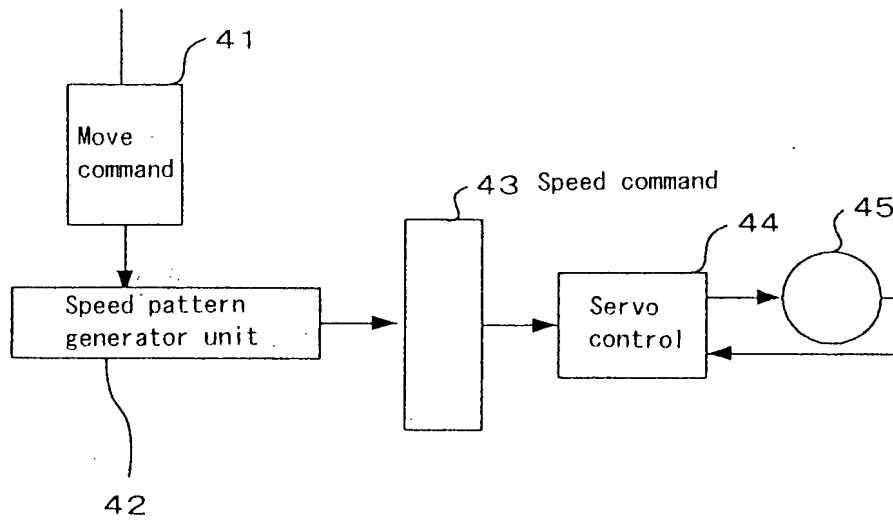 41
Move
command
43 Speed command
44
45
Speed pattern
generator unit
Servo
control
42